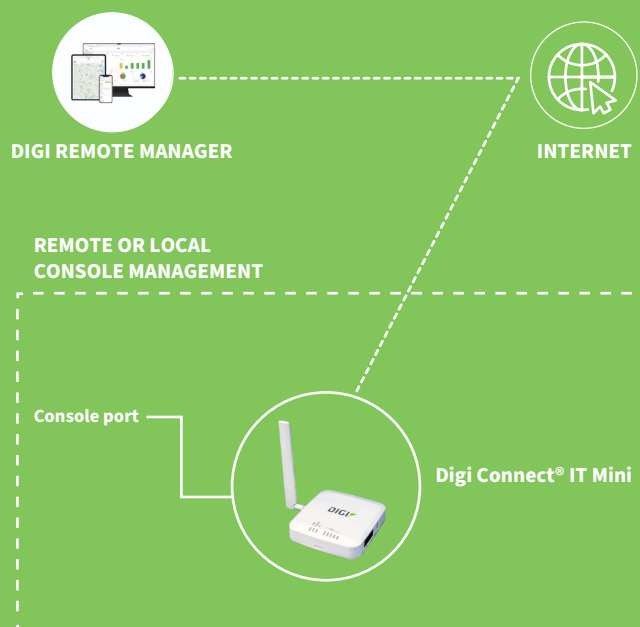 DIGI REMOTE MANAGER
INTERNET
REMOTE OR LOCAL
CONSOLE MANAGEMENT
Console port
Digi Connect® IT Mini
DIGI